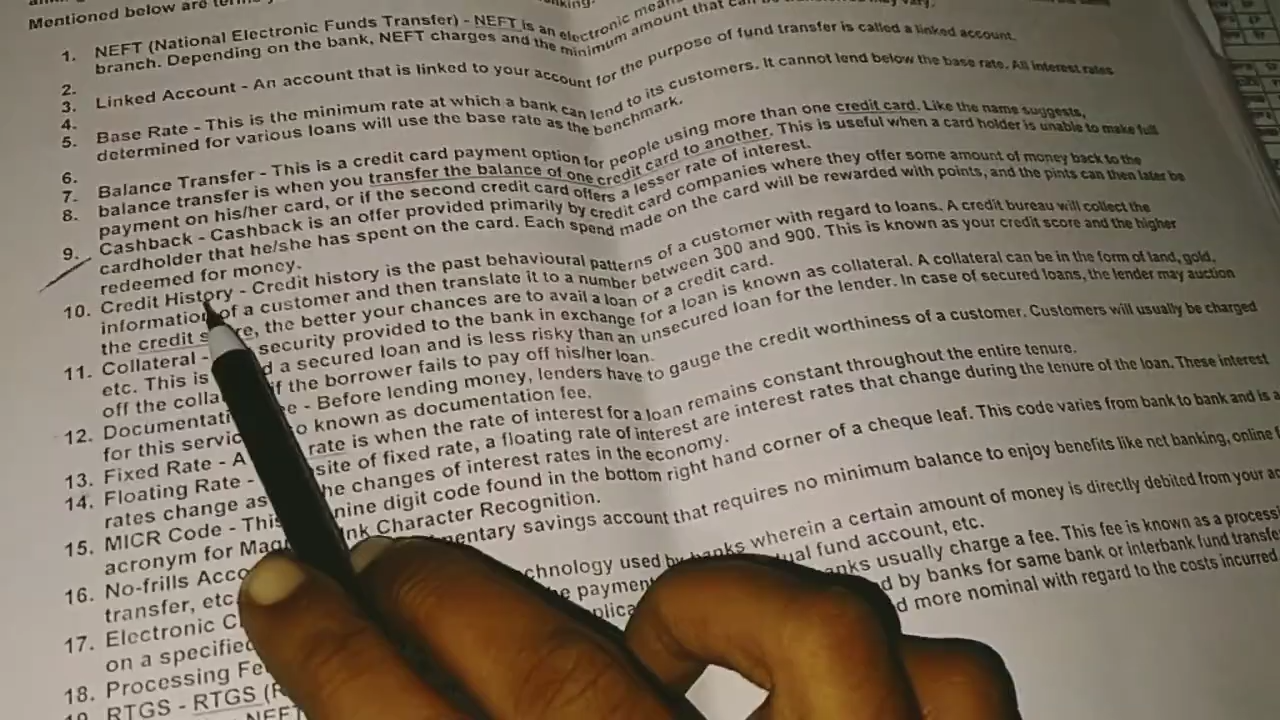 Mentioned below are
1. NEFT (National Electronic Funds Transfer) - NEFT is an electronic
branch. Depending on the bank, NEFT charges and the minimum amount that can
2.
3. Linked Account - An account that is linked to your account for the purpose of fund transfer is called a linked account.
4.
5. Base Rate - This is the minimum rate at which a bank can lend to its customers. It cannot lend below the base rate. All interest rates
determined for various loans will use the base rate as the benchmark.
6.
7. Balance Transfer - This is a credit card payment option for people using more than one credit card. Like the name suggests,
8. balance transfer is when you transfer the balance of one credit card to another. This is useful when a card holder is unable to make full
payment on his/her card, or if the second credit card offers a lesser rate of interest.
9. Cashback - Cashback is an offer provided primarily by credit card companies where they offer some amount of money back to the
cardholder that he/she has spent on the card. Each spend made on the card will be rewarded with points, and the pints can then later be
redeemed for money.
10. Credit History - Credit history is the past behavioural patterns of a customer with regard to loans. A credit bureau will collect the
information of a customer and then translate it to a number between 300 and 900. This is known as your credit score and the higher
the credit the better your chances are to avail a loan or a credit card.
11. Collateral - security provided to the bank in exchange for a loan is known as collateral. A collateral can be in the form of land, gold,
etc. This is a secured loan and is less risky than an unsecured loan for the lender. In case of secured loans, the lender may auction
off the if the borrower fails to pay off his/her loan.
12. - Before lending money, lenders have to gauge the credit worthiness of a customer. Customers will usually be charged
for this known as documentation fee.
13. Fixed Rate - A rate is when the rate of interest for a loan remains constant throughout the entire tenure.
14. Floating Rate - of fixed rate, a floating rate of interest are interest rates that change during the tenure of the loan. These interest
rates change as changes of interest rates in the economy.
15. MICR Code - This nine digit code found in the bottom right hand corner of a cheque leaf. This code varies from bank to bank and is a
acronym for Ink Character Recognition.
16. No-frills savings account that requires no minimum balance to enjoy benefits like net banking, online
transfer, etc.
17. Electronic used by banks wherein a certain amount of money is directly debited from your
on a specified fund account, etc.
18. Processing usually charge a fee. This fee is known as a
19. RTGS - RTGS by banks for same bank or interbank fund
NEFT more nominal with regard to the costs incurred